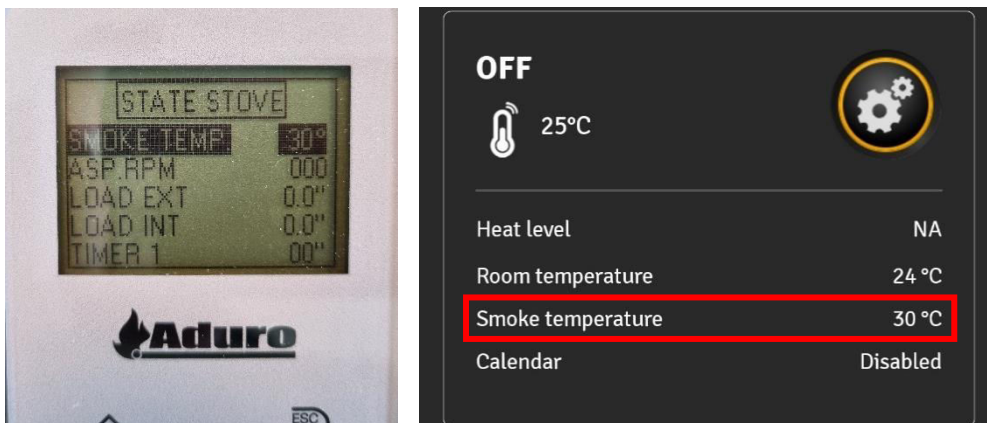 STATE STOVE
SMOKE TEMP 30°
ASP.RPM 000
LOAD EXT 0.0"
LOAD INT 0.0"
TIMER 1 00"
Aduro
ESC
OFF
25°C
Heat level NA
Room temperature 24 °C
Smoke temperature 30 °C
Calendar Disabled